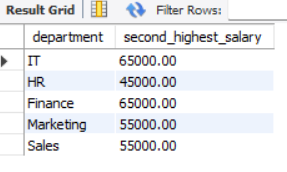 Result Grid Filter Rows:
department second_highest_salary
IT 65000.00
HR 45000.00
Finance 65000.00
Marketing 55000.00
Sales 55000.00